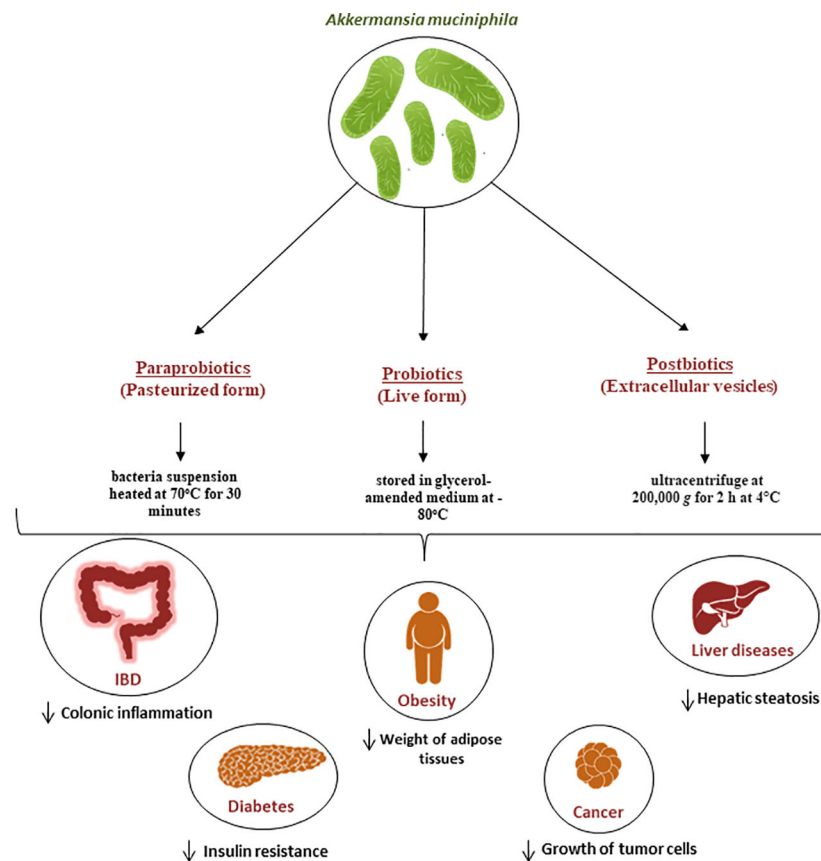 Akkermansia muciniphila
Paraprobiotics
(Pasteurized form)
Probiotics
(Live form)
Postbiotics
(Extracellular vesicles)
bacteria suspension
heated at 70°C for 30
minutes
stored in glycerol-
amended medium at -
80°C
ultracentrifuge at
200,000 g for 2 h at 4°C
IBD
↓ Colonic inflammation
Obesity
↓ Weight of adipose
tissues
Liver diseases
↓ Hepatic steatosis
Diabetes
↓ Insulin resistance
Cancer
↓ Growth of tumor cells